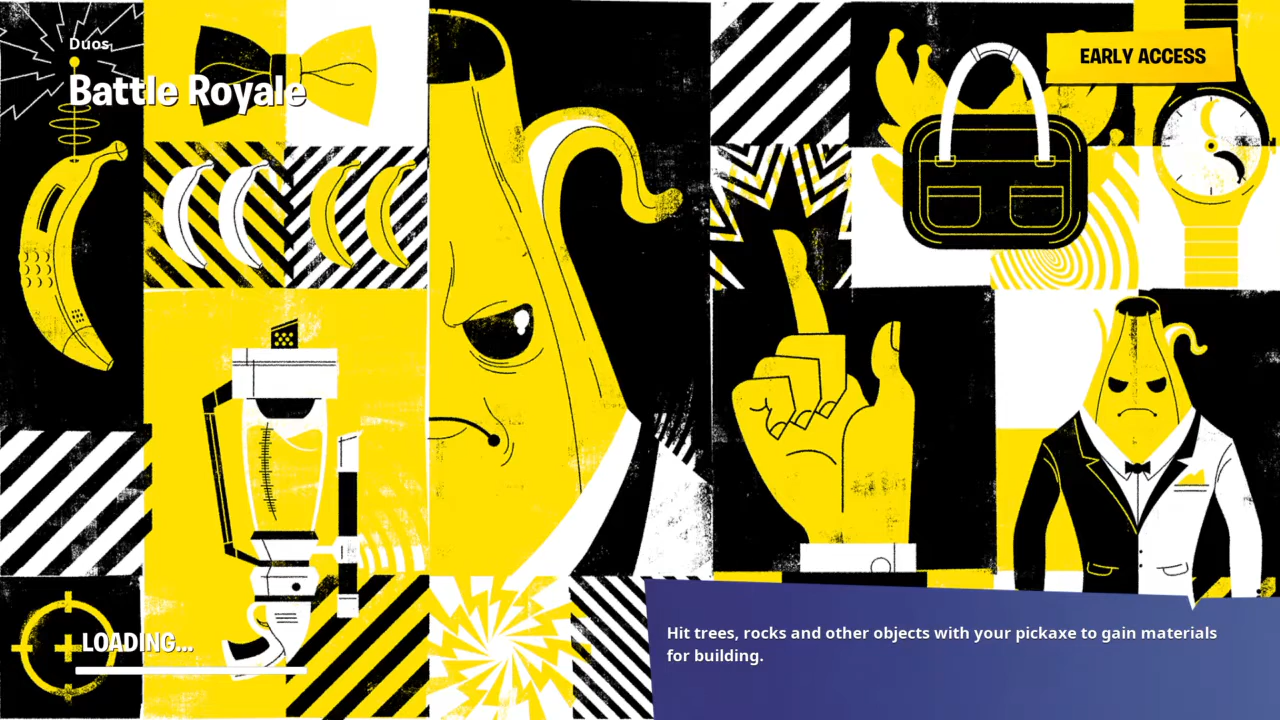 Duos
Battle Royale
EARLY ACCESS
LOADING...
Hit trees, rocks and other objects with your pickaxe to gain materials
for building.